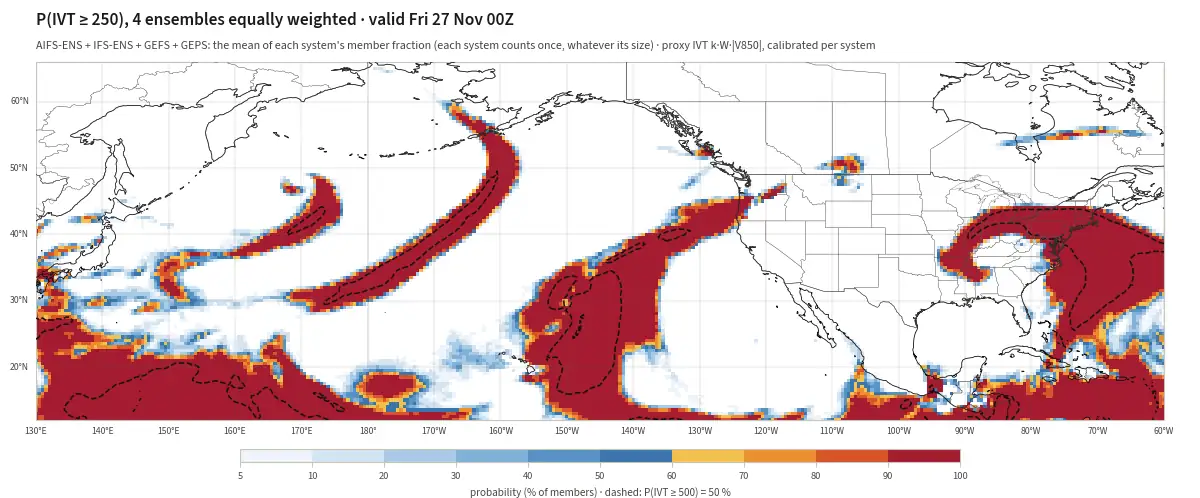 P(IVT ≥ 250), 4 ensembles equally weighted · valid Fri 27 Nov 00Z
AIFS-ENS + IFS-ENS + GEFS + GEPS: the mean of each system's member fraction (each system counts once, whatever its size) · proxy IVT k·W·|V850|, calibrated per system
60°N
50°N
40°N
30°N
20°N
130°E 140°E 150°E 160°E 170°E 180° 170°W 160°W 150°W 140°W 130°W 120°W 110°W 100°W 90°W 80°W 70°W 60°W
5 10 20 30 40 50 60 70 80 90 100
probability (% of members) · dashed: P(IVT ≥ 500) = 50 %